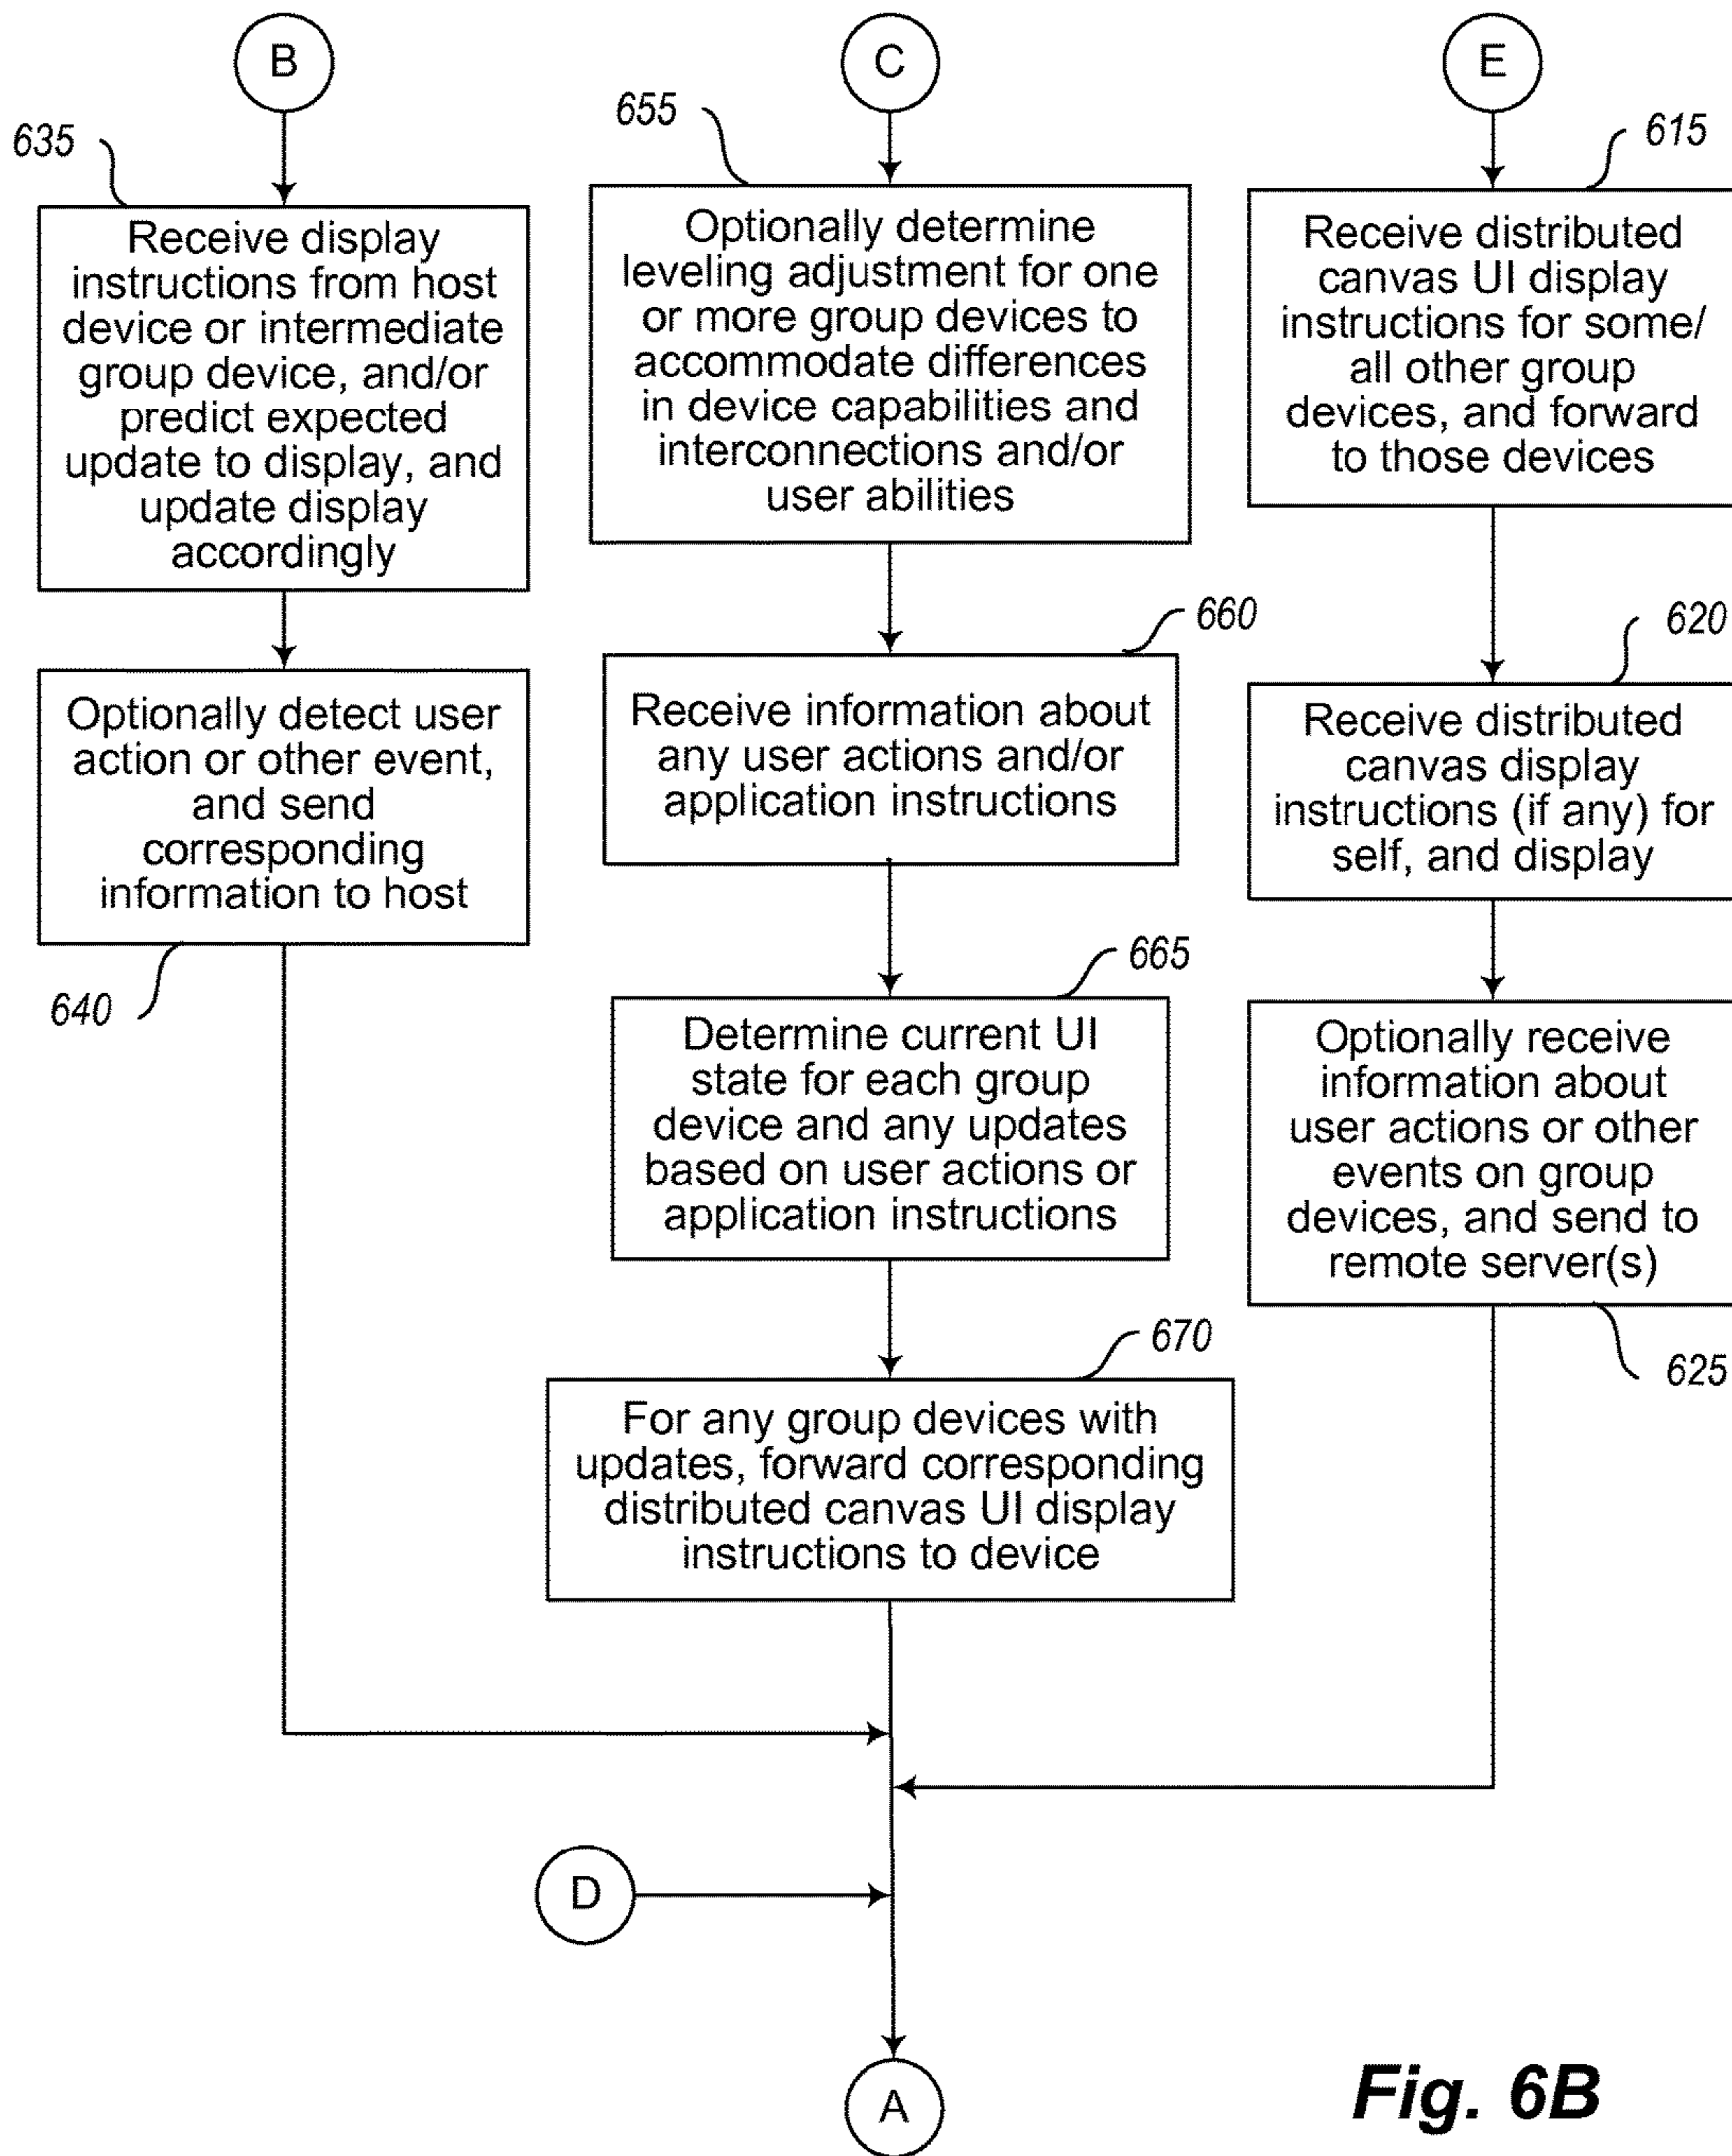 B
C
E
635
655
615
Receive display
instructions from host
device or intermediate
group device, and/or
predict expected
update to display, and
update display
accordingly
Optionally determine
leveling adjustment for one
or more group devices to
accommodate differences
in device capabilities and
interconnections and/or
user abilities
Receive distributed
canvas UI display
instructions for some/
all other group
devices, and forward
to those devices
660
620
Optionally detect user
action or other event,
and send
corresponding
information to host
640
Receive information about
any user actions and/or
application instructions
Receive distributed
canvas display
instructions (if any) for
self, and display
665
Determine current UI
state for each group
device and any updates
based on user actions or
application instructions
Optionally receive
information about
user actions or other
events on group
devices, and send to
remote server(s)
625
670
For any group devices with
updates, forward corresponding
distributed canvas UI display
instructions to device
D
A
Fig. 6B